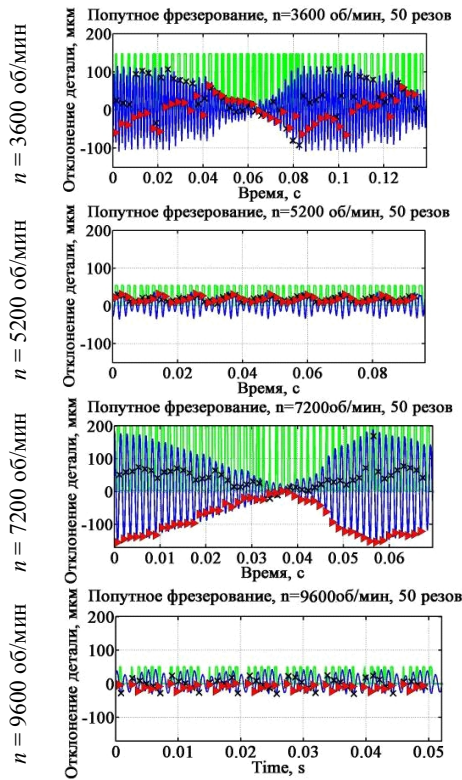 n = 3600 об/мин
Попутное фрезерование, n=3600 об/мин, 50 резов
Отклонение детали, мкм
200
100
0
-100
0 0.02 0.04 0.06 0.08 0.1 0.12
Время, с
n = 5200 об/мин
Попутное фрезерование, n=5200 об/мин, 50 резов
Отклонение детали, мкм
200
100
0
-100
0 0.02 0.04 0.06 0.08
Время, с
n = 7200 об/мин
Попутное фрезерование, n=7200об/мин, 50 резов
Отклонение детали, мкм
200
100
0
-100
0 0.01 0.02 0.03 0.04 0.05 0.06
Время, с
n = 9600 об/мин
Попутное фрезерование, n=9600об/мин, 50 резов
Отклонение детали, мкм
200
100
0
-100
0 0.01 0.02 0.03 0.04 0.05
Time, s